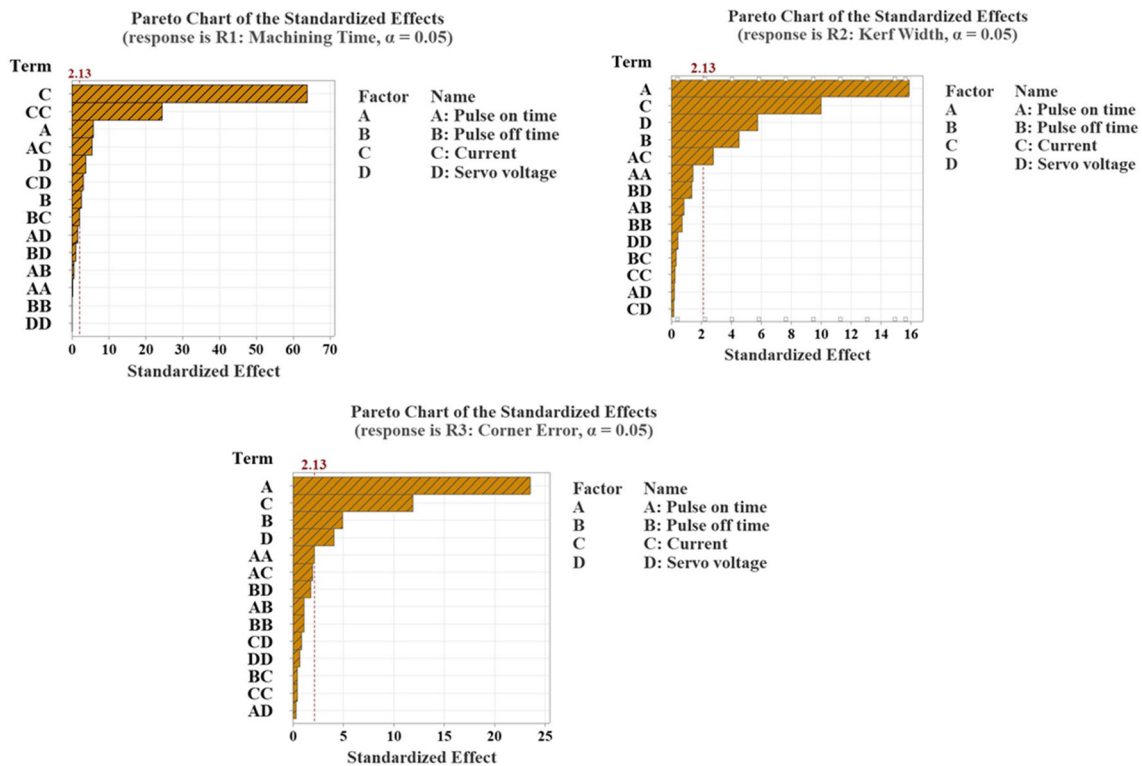 Pareto Chart of the Standardized Effects
(response is R1: Machining Time, α = 0.05)
Term
2.13
C
CC
A
AC
D
CD
B
BC
AD
BD
AB
AA
BB
DD
0 10 20 30 40 50 60 70
Standardized Effect
Factor Name
A A: Pulse on time
B B: Pulse off time
C C: Current
D D: Servo voltage
Pareto Chart of the Standardized Effects
(response is R2: Kerf Width, α = 0.05)
Term
2.13
A
C
D
B
AC
AA
BD
AB
BB
DD
BC
CC
AD
CD
0 2 4 6 8 10 12 14 16
Standardized Effect
Factor Name
A A: Pulse on time
B B: Pulse off time
C C: Current
D D: Servo voltage
Pareto Chart of the Standardized Effects
(response is R3: Corner Error, α = 0.05)
Term
2.13
A
C
B
D
AA
AC
BD
AB
BB
CD
DD
BC
CC
AD
0 5 10 15 20 25
Standardized Effect
Factor Name
A A: Pulse on time
B B: Pulse off time
C C: Current
D D: Servo voltage